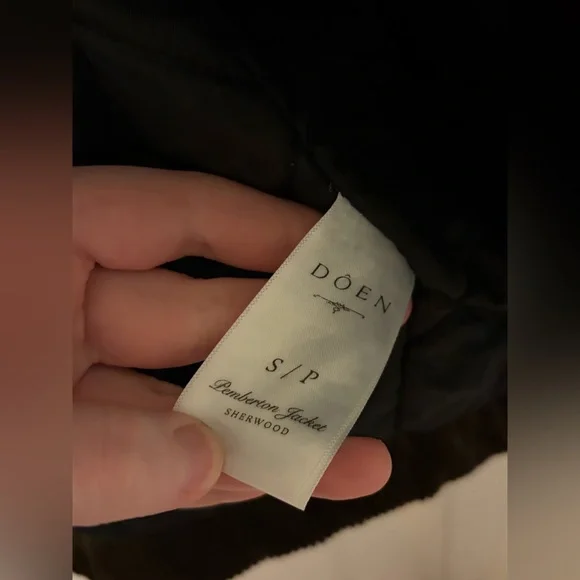 DÔEN
S/P
Pemberton Jacket
SHERWOOD